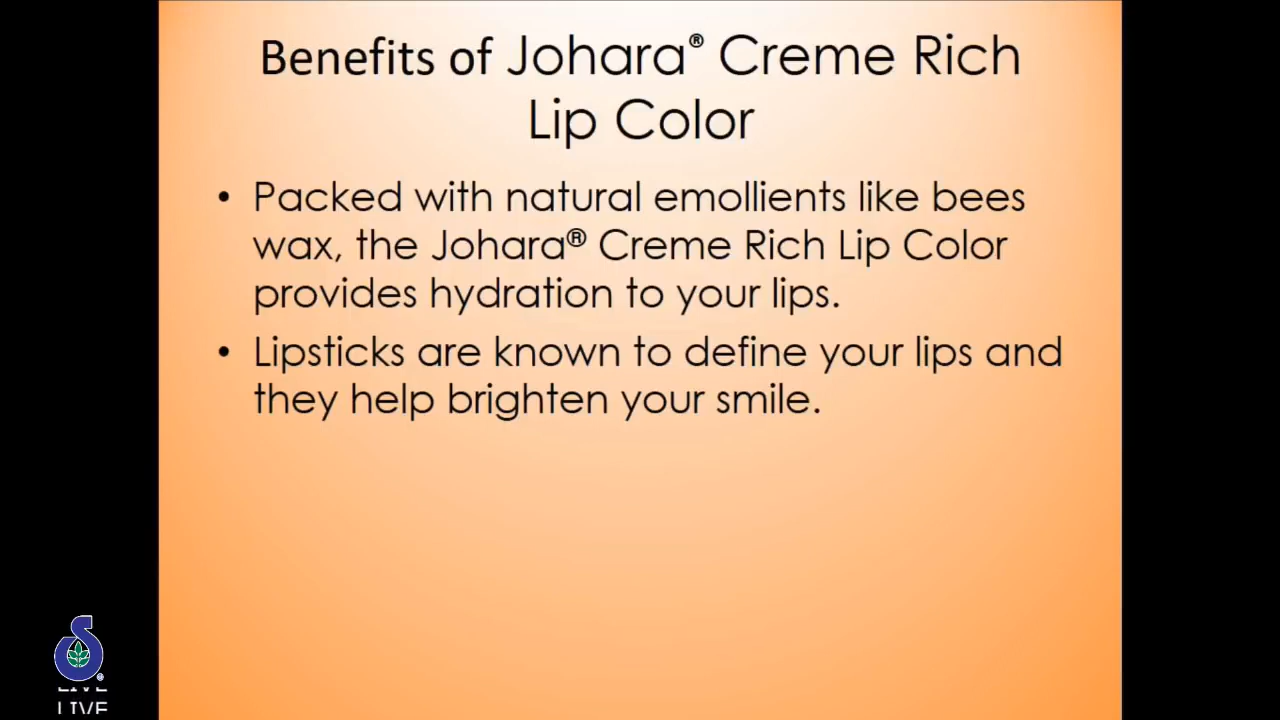 Benefits of Johara® Creme Rich
Lip Color
• Packed with natural emollients like bees
wax, the Johara® Creme Rich Lip Color
provides hydration to your lips.
• Lipsticks are known to define your lips and
they help brighten your smile.
S®
LIVE
LIVE